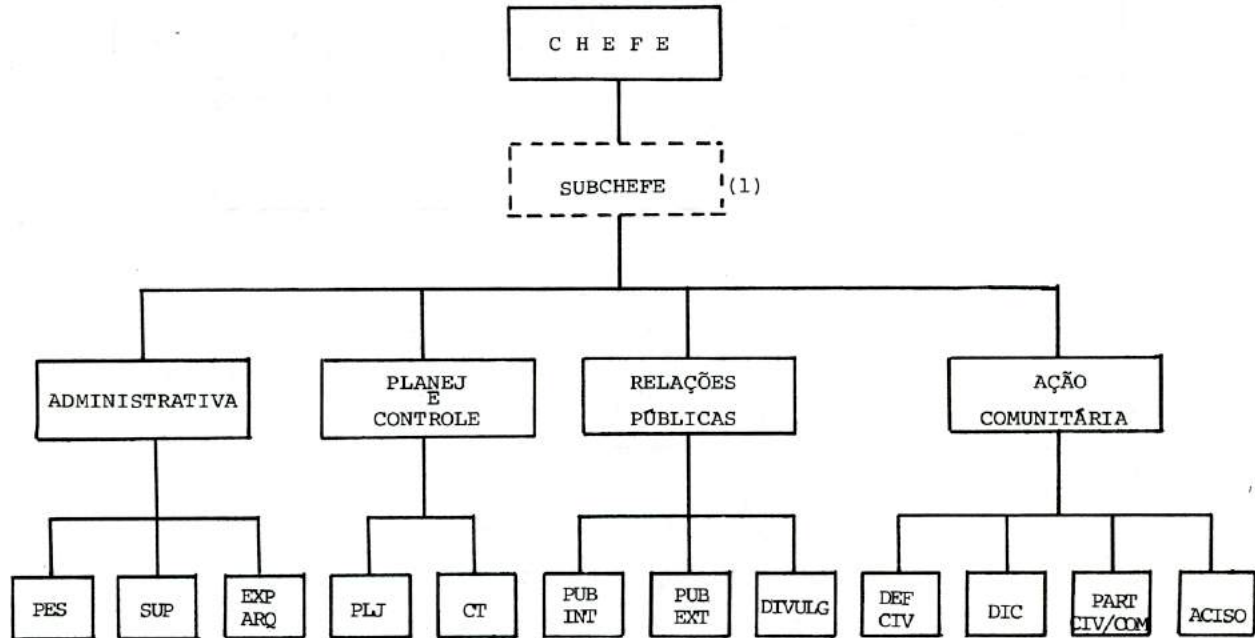 C H E F E
SUBCHEFE (1)
ADMINISTRATIVA
PLANEJ
E
CONTROLE
RELAÇÕES
PÚBLICAS
AÇÃO
COMUNITÁRIA
PES
SUP
EXP
ARQ
PLJ
CT
PUB
INT
PUB
EXT
DIVULG
DEF
CIV
DIC
PART
CIV/COM
ACISO